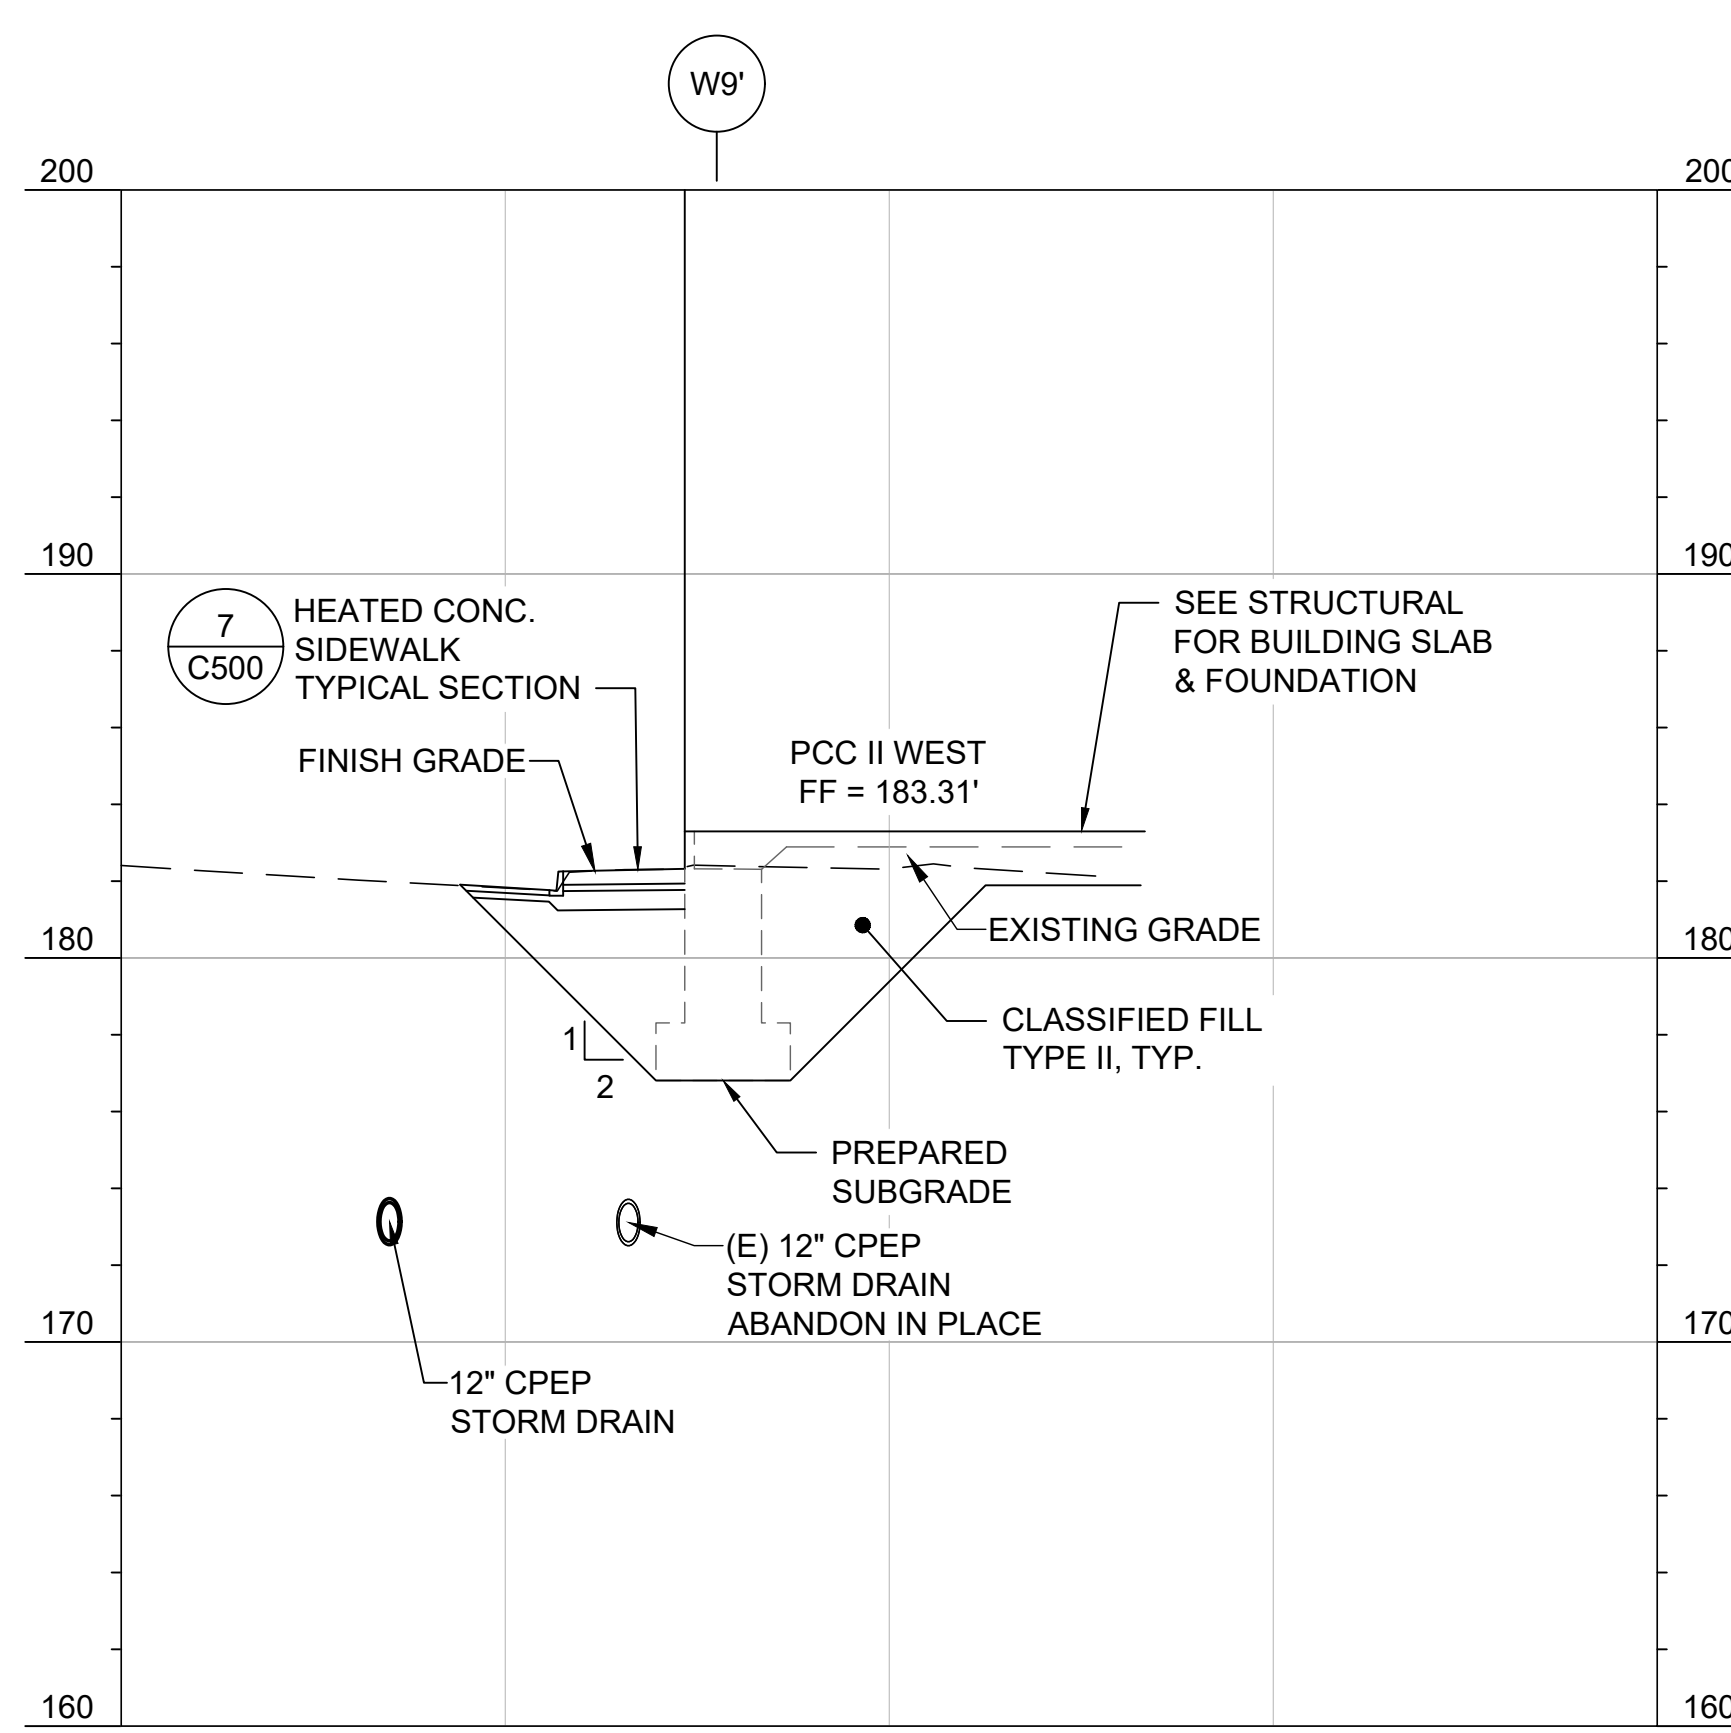 W9'
200
200
190
190
7
C500
HEATED CONC.
SIDEWALK
TYPICAL SECTION
SEE STRUCTURAL
FOR BUILDING SLAB
& FOUNDATION
FINISH GRADE
PCC II WEST
FF = 183.31'
EXISTING GRADE
180
180
CLASSIFIED FILL
TYPE II, TYP.
1
2
PREPARED
SUBGRADE
(E) 12" CPEP
STORM DRAIN
ABANDON IN PLACE
170
170
12" CPEP
STORM DRAIN
160
160